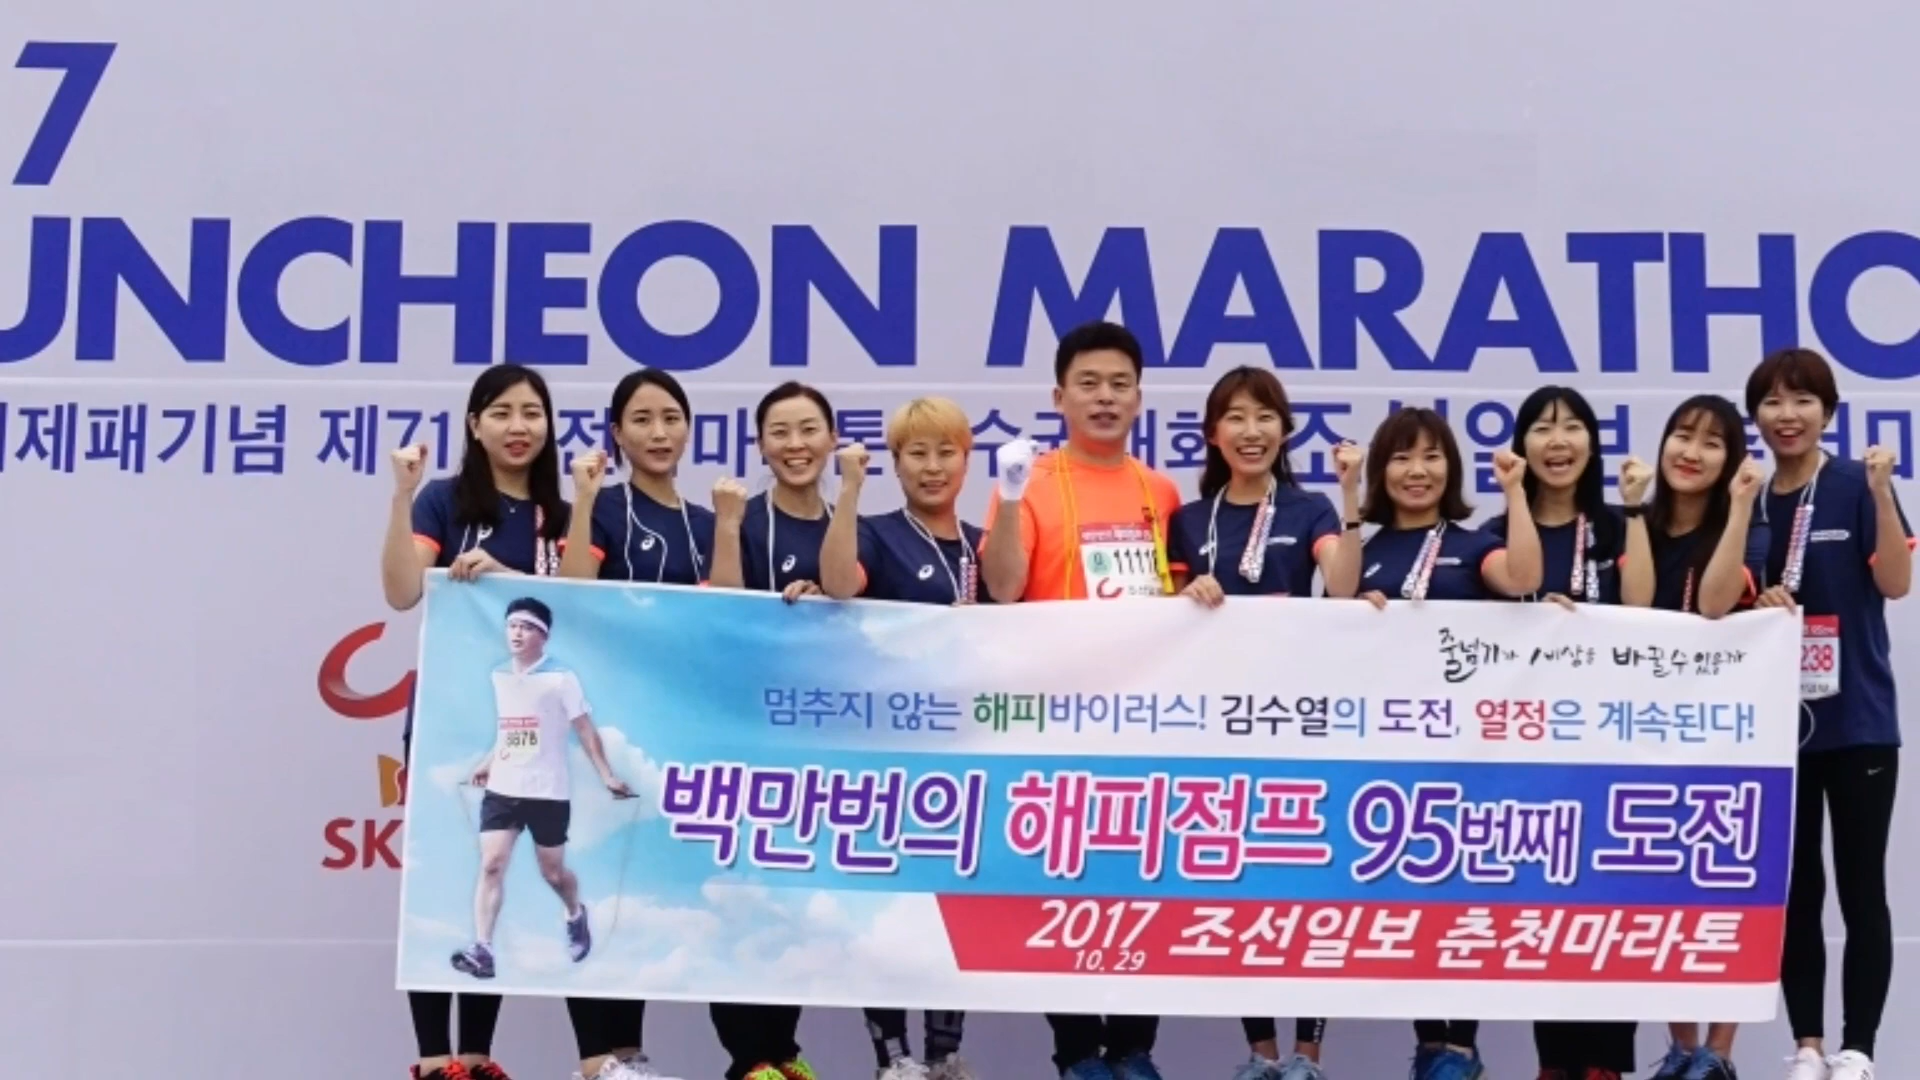 7
UNCHEON MARATHO
제패기념 제71
줄넘기가 세상을 바꿀 수 있을까
멈추지 않는 해피바이러스! 김수열의 도전, 열정은 계속된다!
백만번의 해피점프 95번째 도전
2017 조선일보 춘천마라톤
10. 29
8878
1111
238
SK